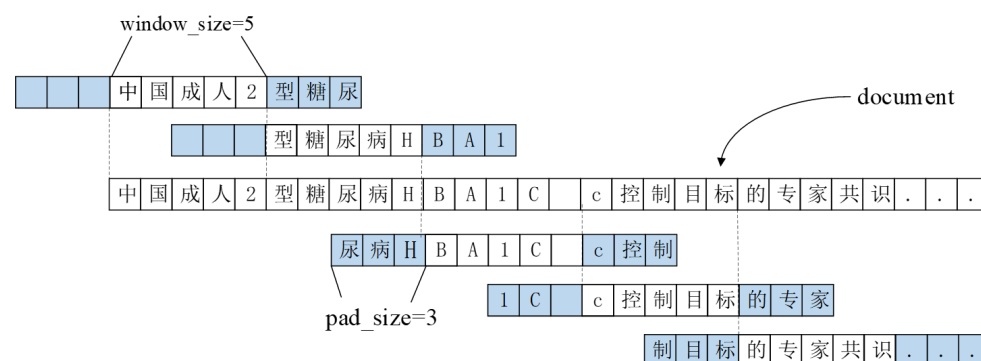 window_size=5
中国成人2型糖尿
document
型糖尿病HBA1
中国成人2型糖尿病HBA1C c控制目标的专家共识...
尿病HBA1C c控制
1C c控制目标的专家
pad_size=3
制目标的专家共识...